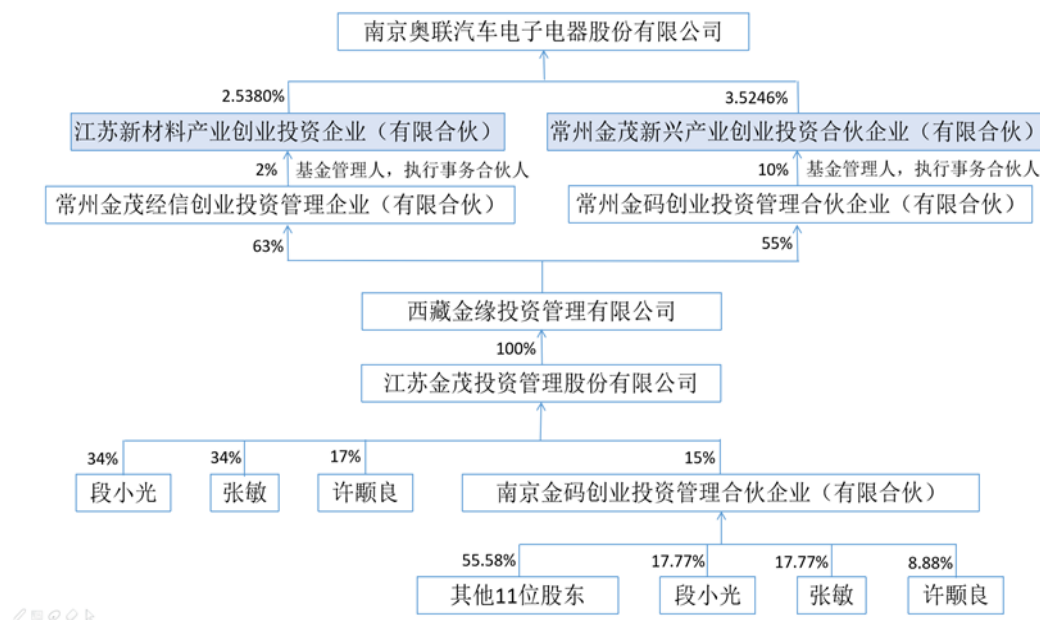 南京奥联汽车电子电器股份有限公司
2.5380%
3.5246%
江苏新材料产业创业投资企业（有限合伙）
常州金茂新兴产业创业投资合伙企业（有限合伙）
2%
基金管理人，执行事务合伙人
10%
基金管理人，执行事务合伙人
常州金茂经信创业投资管理企业（有限合伙）
常州金码创业投资管理合伙企业（有限合伙）
63%
55%
西藏金缘投资管理有限公司
100%
江苏金茂投资管理股份有限公司
34%
34%
17%
15%
段小光
张敏
许颙良
南京金码创业投资管理合伙企业（有限合伙）
55.58%
17.77%
17.77%
8.88%
其他11位股东
段小光
张敏
许颙良